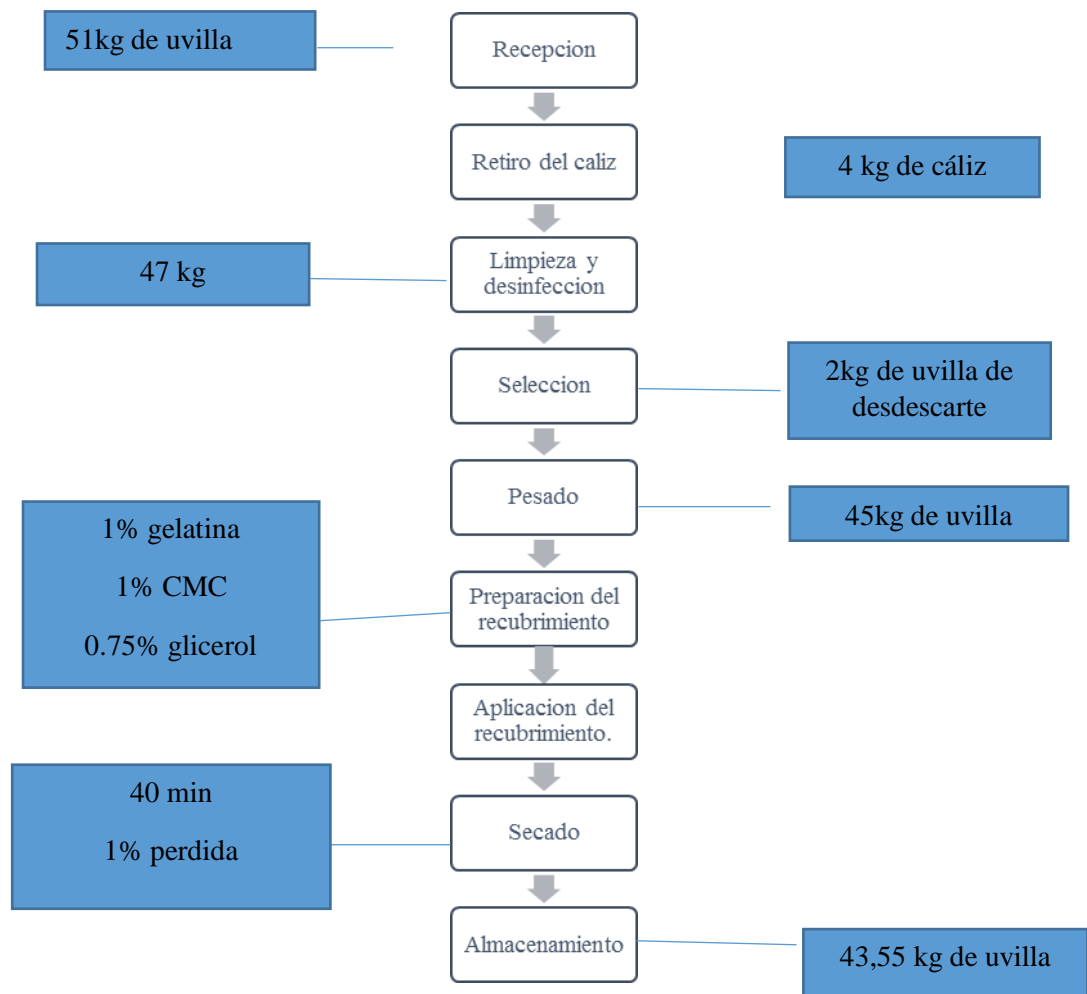 51kg de uvilla
Recepcion
Retiro del caliz
4 kg de cáliz
47 kg
Limpieza y
desinfeccion
Seleccion
2kg de uvilla de
desdescarte
Pesado
45kg de uvilla
1% gelatina
1% CMC
0.75% glicerol
Preparacion del
recubrimiento
Aplicacion del
recubrimiento.
40 min
1% perdida
Secado
Almacenamiento
43,55 kg de uvilla